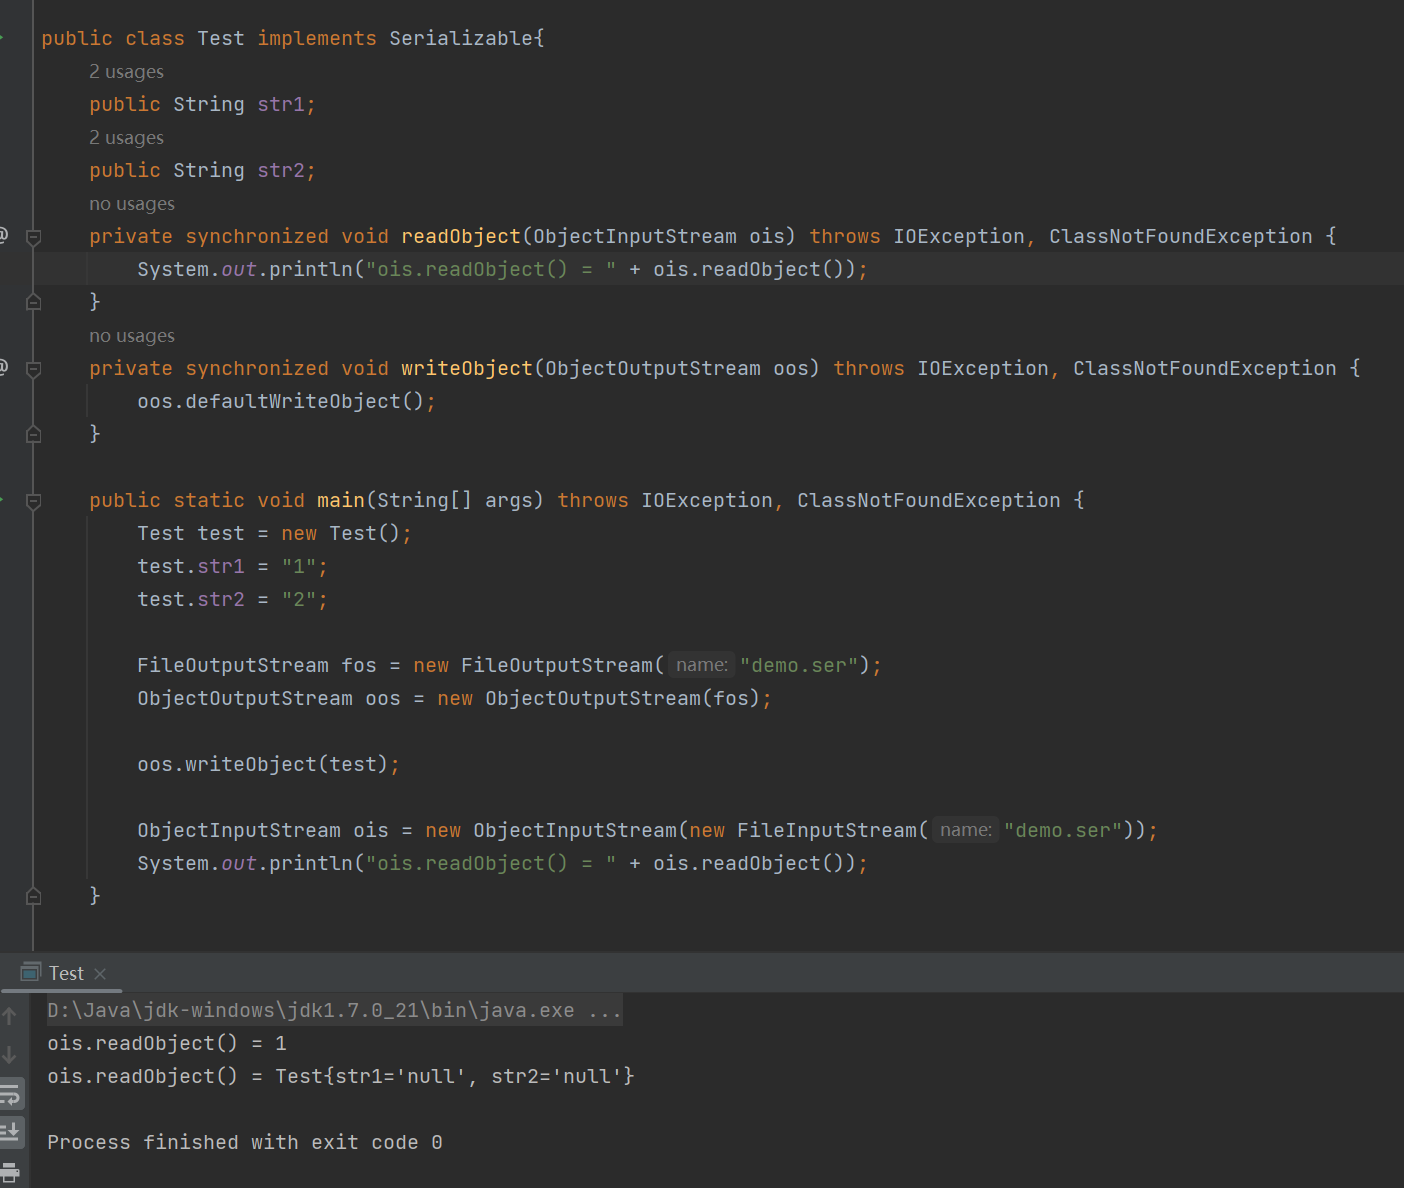 public class Test implements Serializable{
2 usages
public String str1;
2 usages
public String str2;
no usages
private synchronized void readObject(ObjectInputStream ois) throws IOException, ClassNotFoundException {
System.out.println("ois.readObject() = " + ois.readObject());
}
no usages
private synchronized void writeObject(ObjectOutputStream oos) throws IOException, ClassNotFoundException {
oos.defaultWriteObject();
}
public static void main(String[] args) throws IOException, ClassNotFoundException {
Test test = new Test();
test.str1 = "1";
test.str2 = "2";
FileOutputStream fos = new FileOutputStream( name: "demo.ser");
ObjectOutputStream oos = new ObjectOutputStream(fos);
oos.writeObject(test);
ObjectInputStream ois = new ObjectInputStream(new FileInputStream( name: "demo.ser"));
System.out.println("ois.readObject() = " + ois.readObject());
}
Test ×
D:\Java\jdk-windows\jdk1.7.0_21\bin\java.exe ...
ois.readObject() = 1
ois.readObject() = Test{str1='null', str2='null'}
Process finished with exit code 0